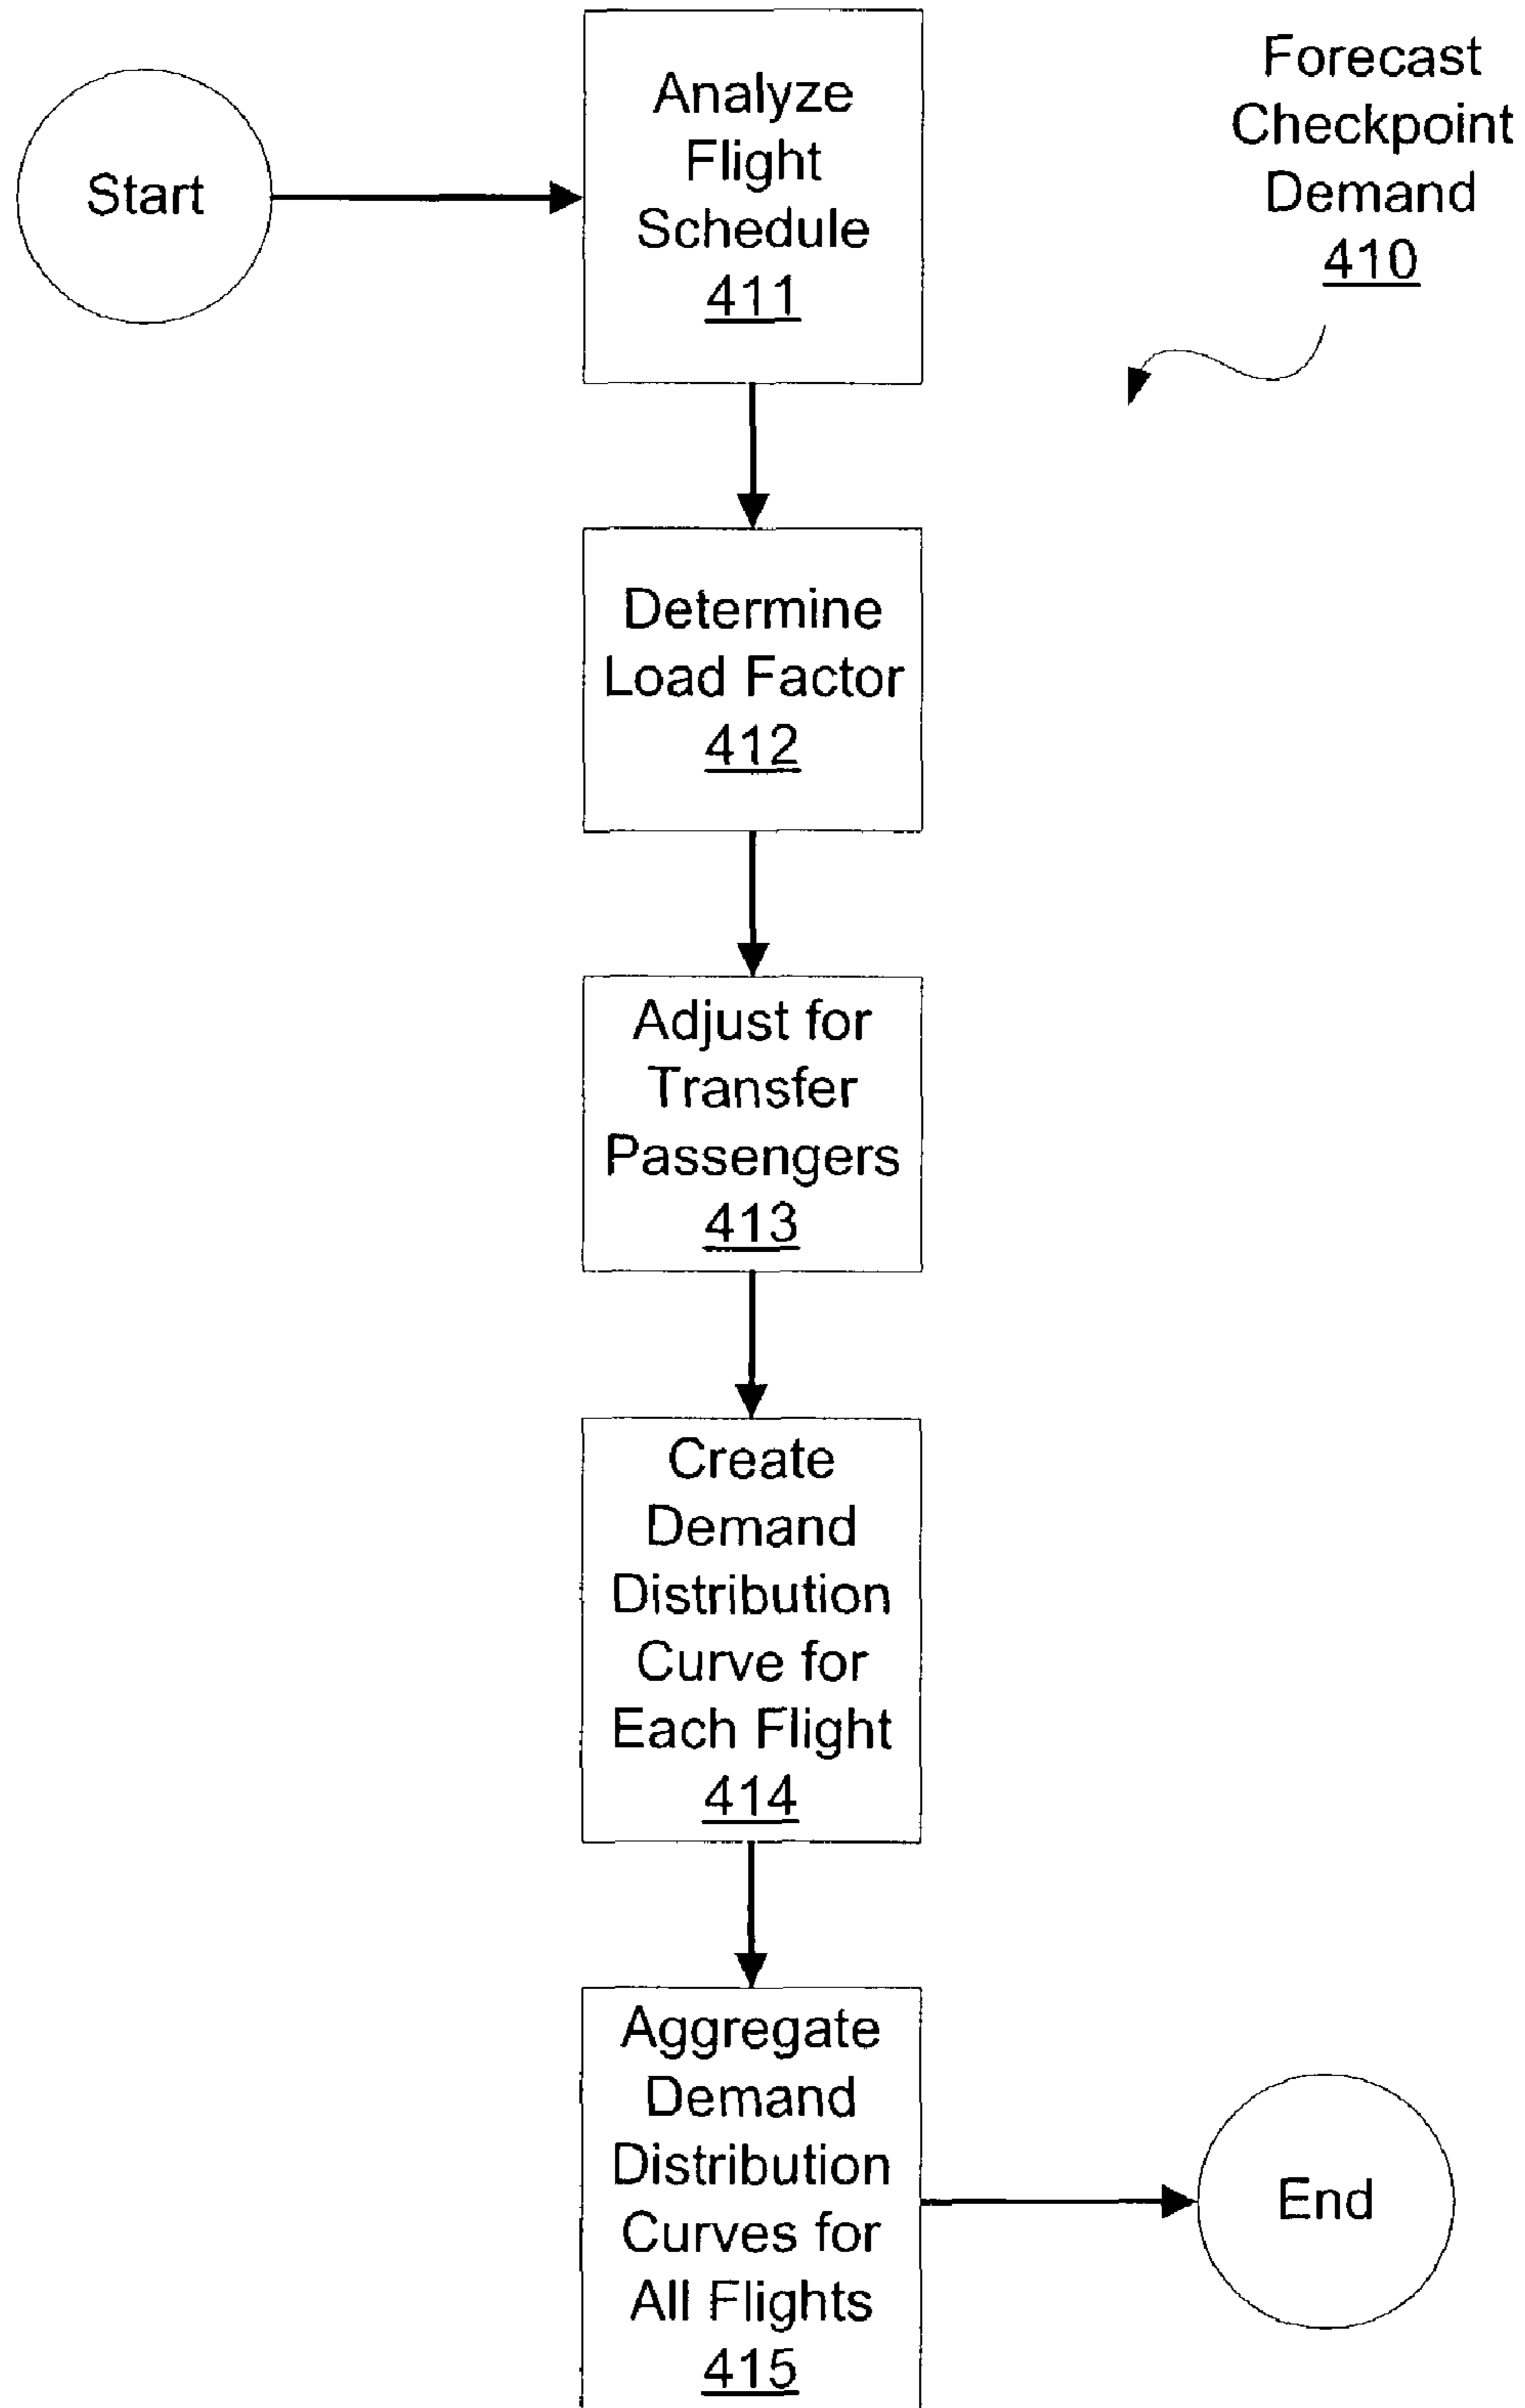 Start
Analyze
Flight
Schedule
411
Forecast
Checkpoint
Demand
410
Determine
Load Factor
412
Adjust for
Transfer
Passengers
413
Create
Demand
Distribution
Curve for
Each Flight
414
Aggregate
Demand
Distribution
Curves for
All Flights
415
End